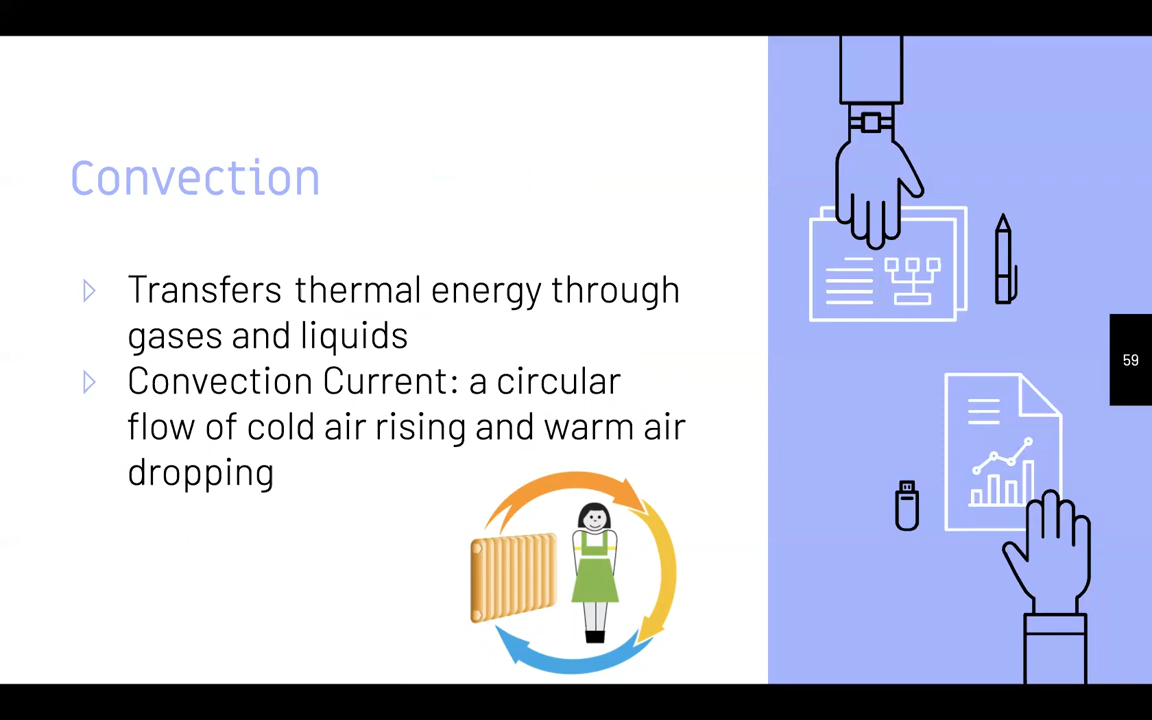 Convection
Transfers thermal energy through
gases and liquids
Convection Current: a circular
flow of cold air rising and warm air
dropping
59